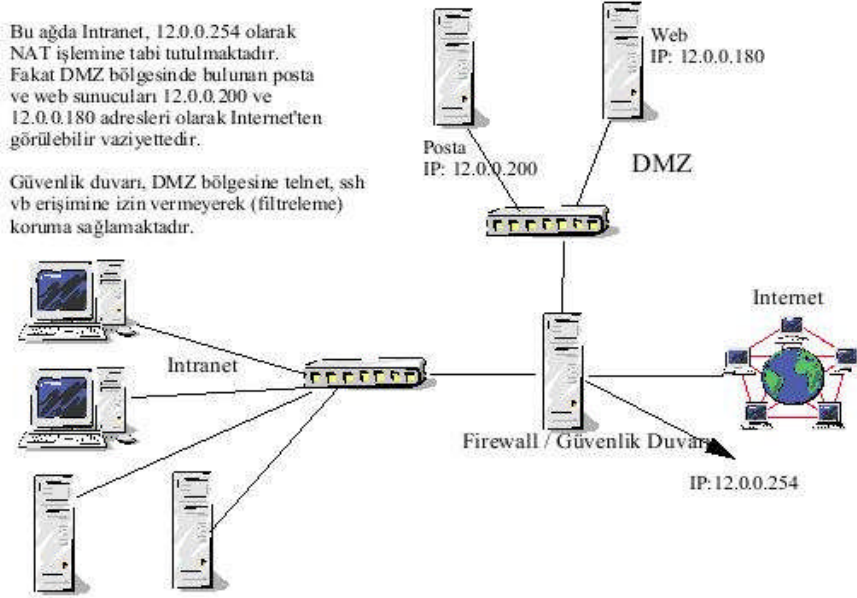 Bu ağda Intranet, 12.0.0.254 olarak
NAT işlemine tabi tutulmaktadır.
Fakat DMZ bölgesinde bulunan posta
ve web sunucuları 12.0.0.200 ve
12.0.0.180 adresleri olarak Internet'ten
görülebilir vaziyettedir.
Güvenlik duvarı, DMZ bölgesine telnet, ssh
vb erişimine izin vermeyerek (filtreleme)
koruma sağlamaktadır.
Web
IP: 12.0.0.180
Posta
IP: 12.0.0.200
DMZ
Internet
Intranet
Firewall / Güvenlik Duvarı
IP:12.0.0.254